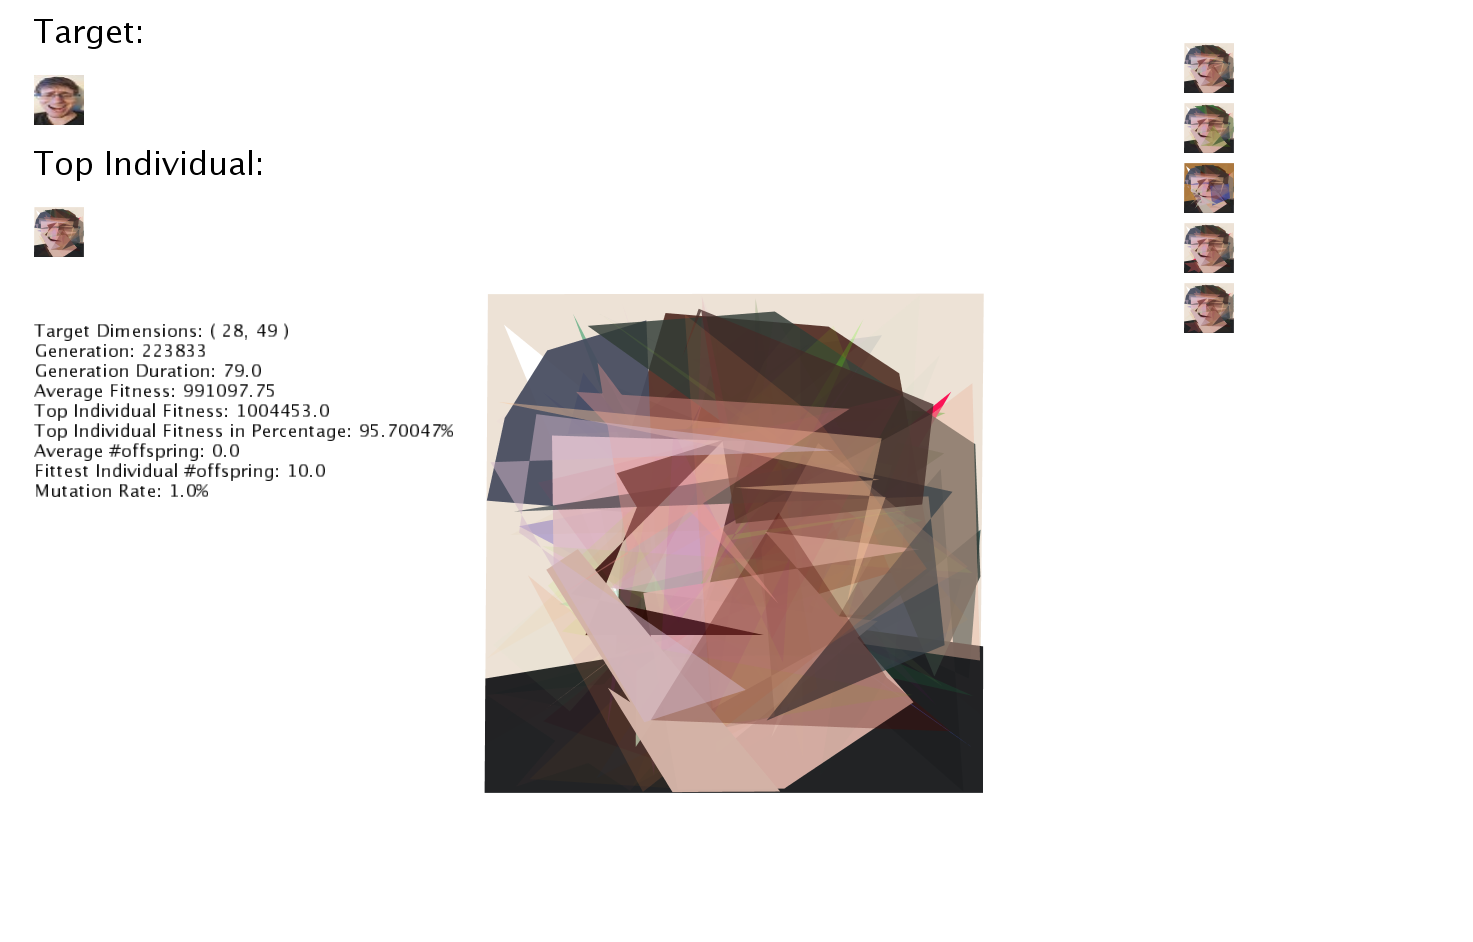 Target:
Top Individual:
Target Dimensions: ( 28, 49 )
Generation: 223833
Generation Duration: 79.0
Average Fitness: 991097.75
Top Individual Fitness: 1004453.0
Top Individual Fitness in Percentage: 95.70047%
Average #offspring: 0.0
Fittest Individual #offspring: 10.0
Mutation Rate: 1.0%